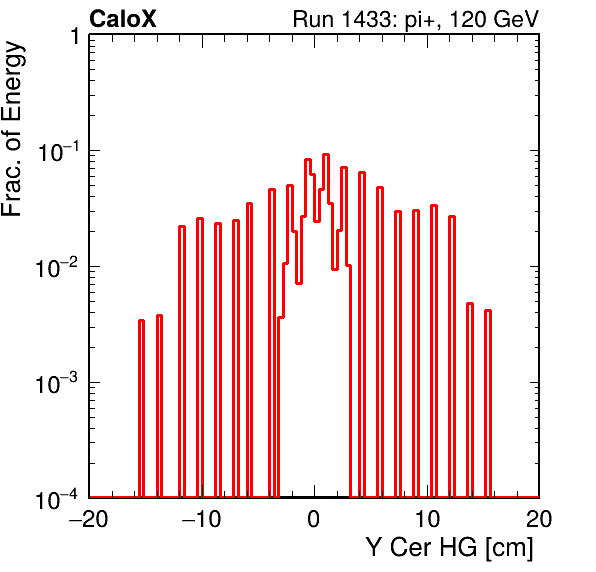 CaloX Run 1433: pi+, 120 GeV
Frac. of Energy
1
10⁻¹
10⁻²
10⁻³
10⁻⁴
−20 −10 0 10 20
Y Cer HG [cm]